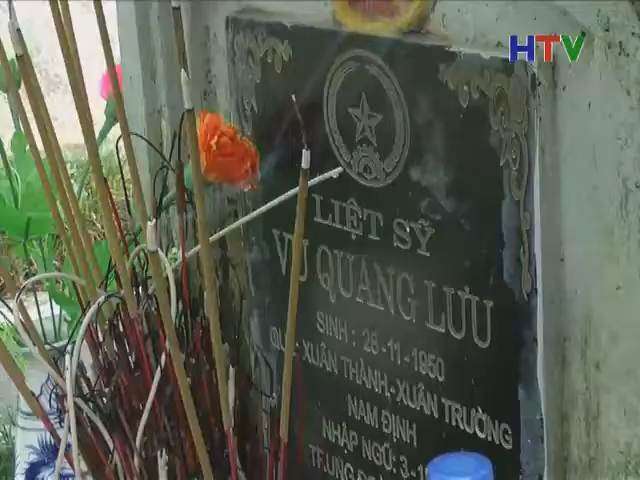 HTV
LIỆT SỸ
VŨ QUANG LƯU
SINH : 26-11-1950
XUÂN THÀNH - XUÂN TRƯỜNG
NAM ĐỊNH
NHẬP NGŨ: 3-1